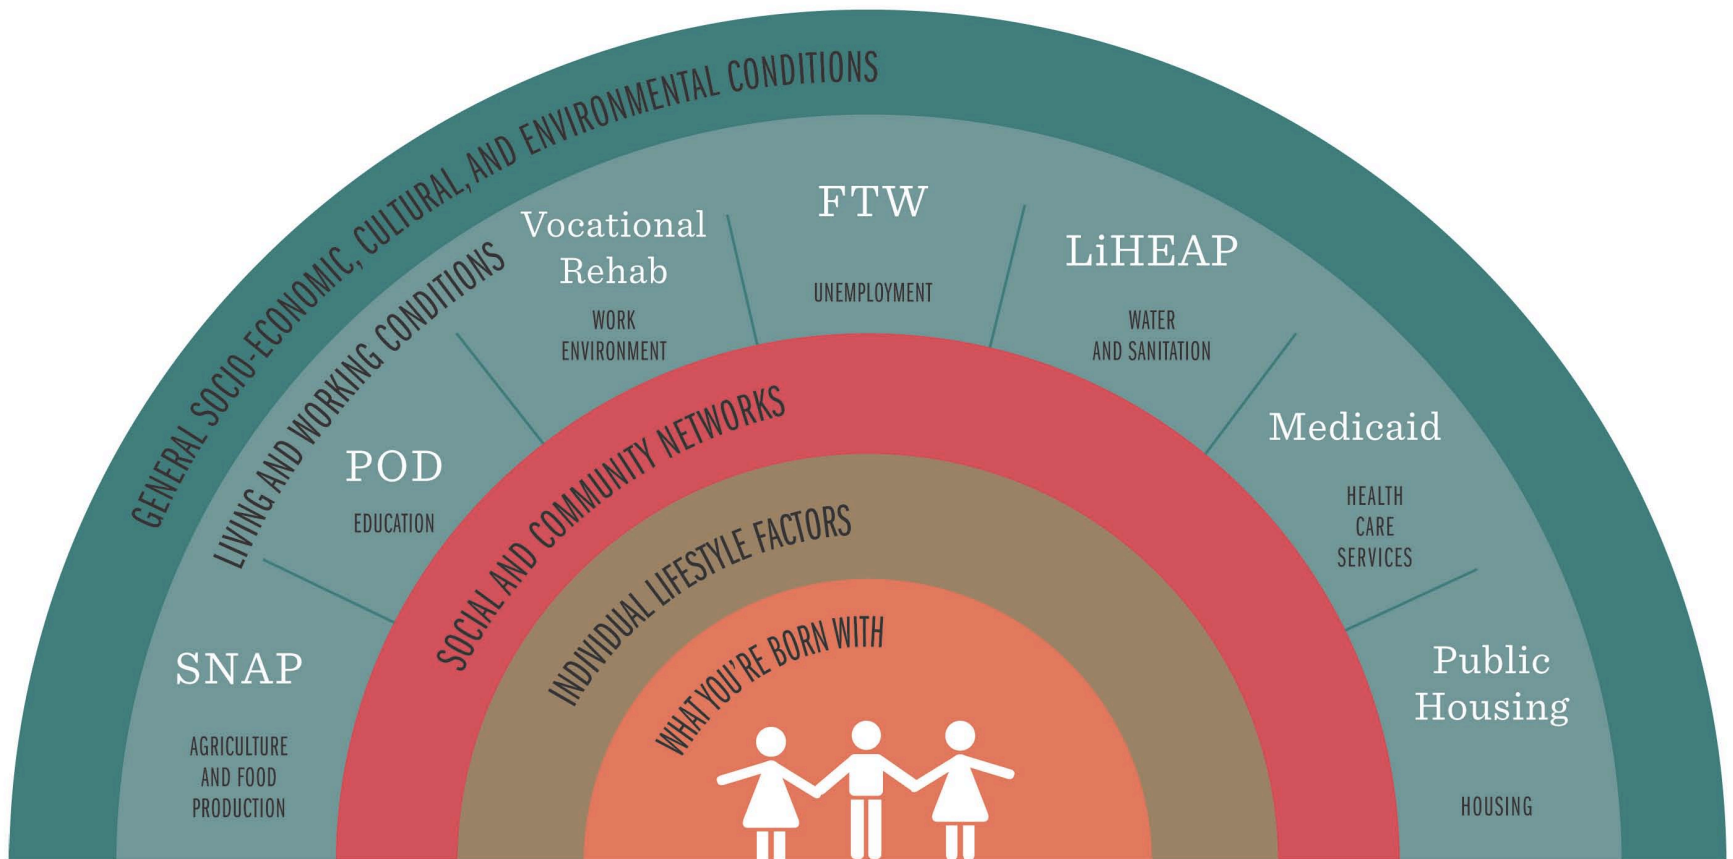 GENERAL SOCIO-ECONOMIC, CULTURAL, AND ENVIRONMENTAL CONDITIONS
LIVING AND WORKING CONDITIONS
SNAP
AGRICULTURE
AND FOOD
PRODUCTION
POD
EDUCATION
Vocational
Rehab
WORK
ENVIRONMENT
FTW
UNEMPLOYMENT
LiHEAP
WATER
AND SANITATION
Medicaid
HEALTH
CARE
SERVICES
Public
Housing
HOUSING
SOCIAL AND COMMUNITY NETWORKS
INDIVIDUAL LIFESTYLE FACTORS
WHAT YOU'RE BORN WITH